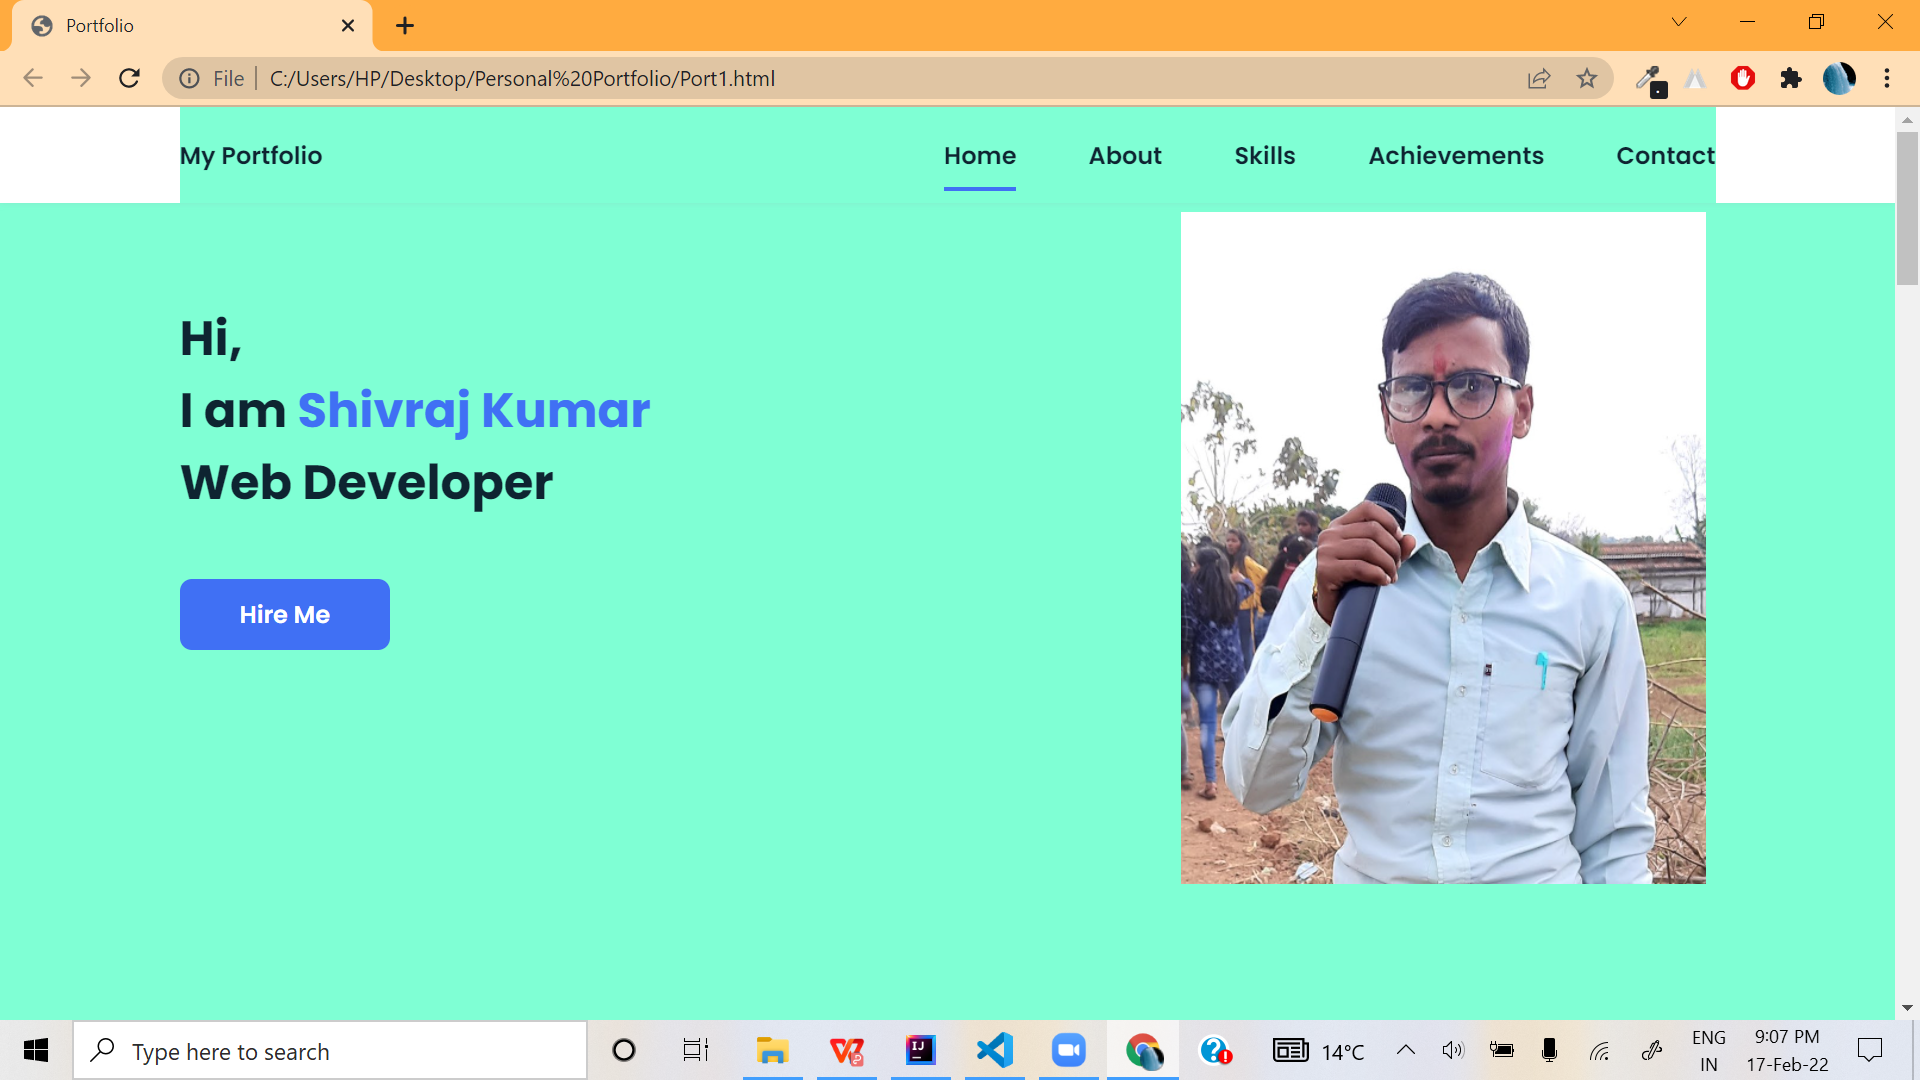 Portfolio
File
C:/Users/HP/Desktop/Personal%20Portfolio/Port1.html
My Portfolio
Home
About
Skills
Achievements
Contact
Hi,
I am Shivraj Kumar
Web Developer
Hire Me
Type here to search
IJ
14°C
ENG
IN
9:07 PM
17-Feb-22